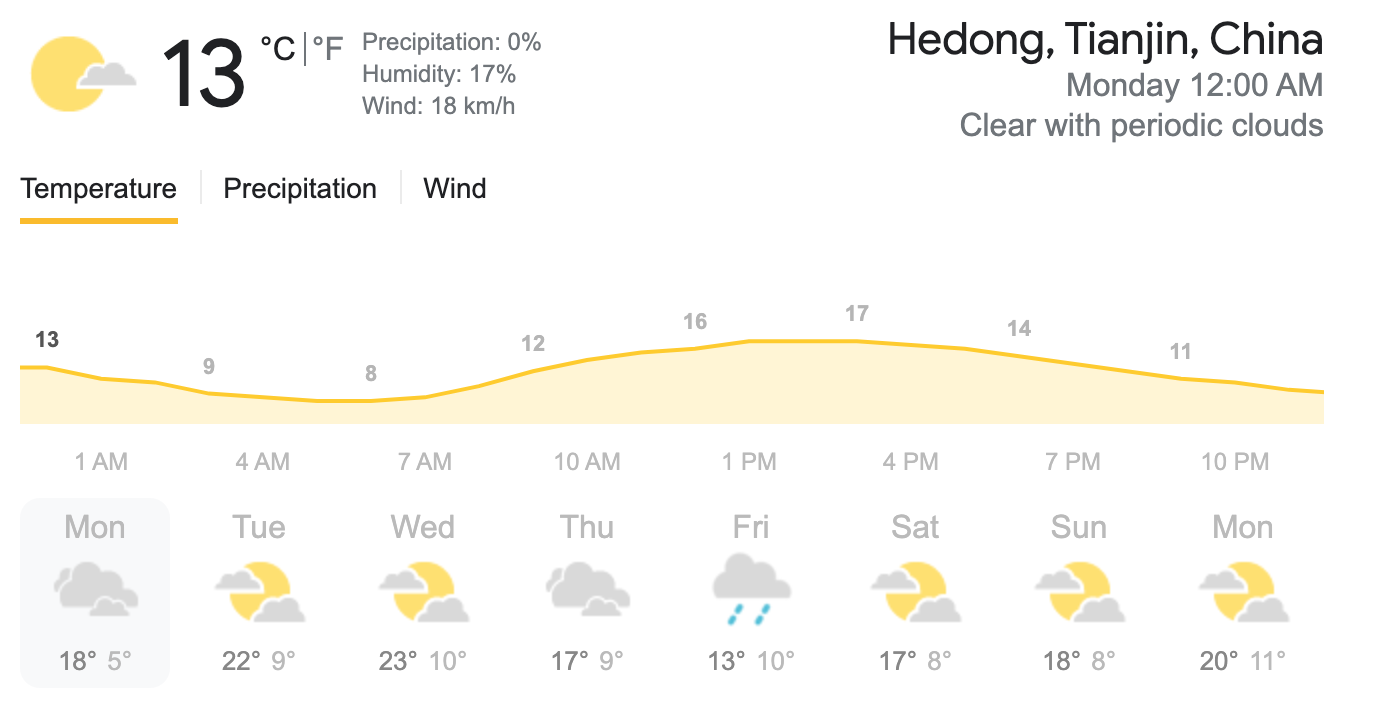 13 °C | °F
Precipitation: 0%
Humidity: 17%
Wind: 18 km/h
Hedong, Tianjin, China
Monday 12:00 AM
Clear with periodic clouds
Temperature | Precipitation | Wind
13 9 8 12 16 17 14 11
1 AM 4 AM 7 AM 10 AM 1 PM 4 PM 7 PM 10 PM
Mon Tue Wed Thu Fri Sat Sun Mon
18° 5° 22° 9° 23° 10° 17° 9° 13° 10° 17° 8° 18° 8° 20° 11°